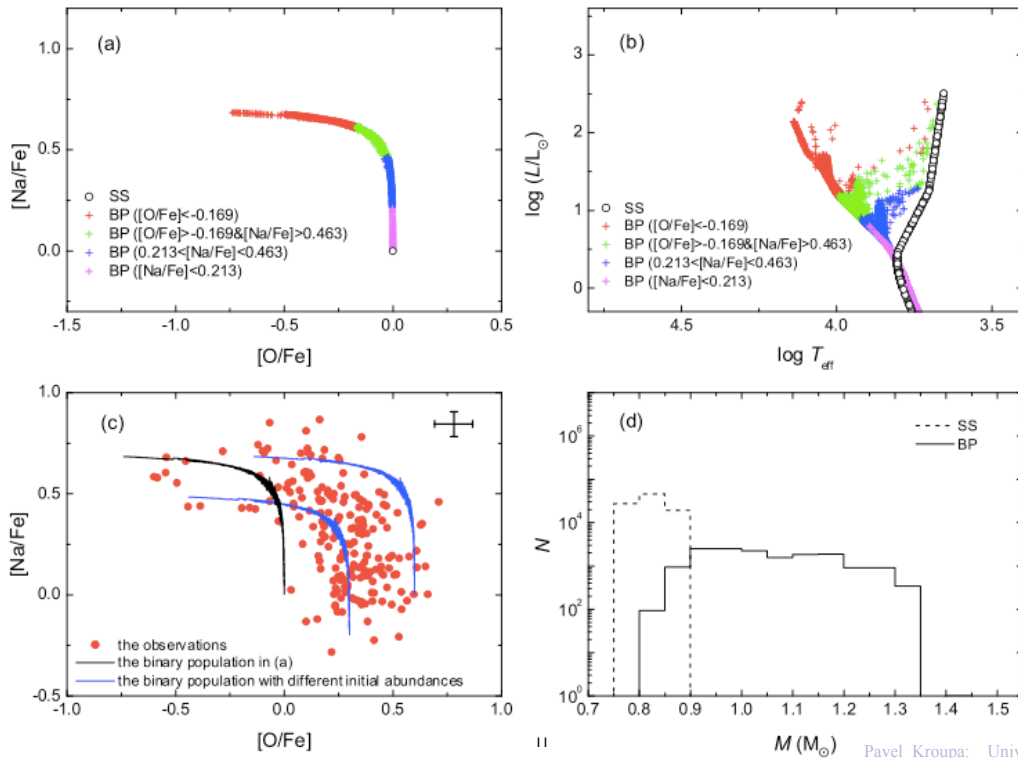 (a)
1.0
0.5
0.0
[Na/Fe]
SS
BP ([O/Fe]<-0.169)
BP ([O/Fe]>-0.169&[Na/Fe]>0.463)
BP (0.213<[Na/Fe]<0.463)
BP ([Na/Fe]<0.213)
-1.5
-1.0
-0.5
0.0
0.5
[O/Fe]
(b)
3
2
1
0
log (L/L☉)
SS
BP ([O/Fe]<-0.169)
BP ([O/Fe]>-0.169&[Na/Fe]>0.463)
BP (0.213<[Na/Fe]<0.463)
BP ([Na/Fe]<0.213)
4.5
4.0
3.5
log Teff
(c)
1.0
0.5
0.0
-0.5
[Na/Fe]
the observations
the binary population in (a)
the binary population with different initial abundances
-1.0
-0.5
0.0
0.5
1.0
[O/Fe]
(d)
SS
BP
10⁶
10⁴
10²
10⁰
N
0.7
0.8
0.9
1.0
1.1
1.2
1.3
1.4
1.5
M (M☉)
11
Pavel Kroupa: Univ